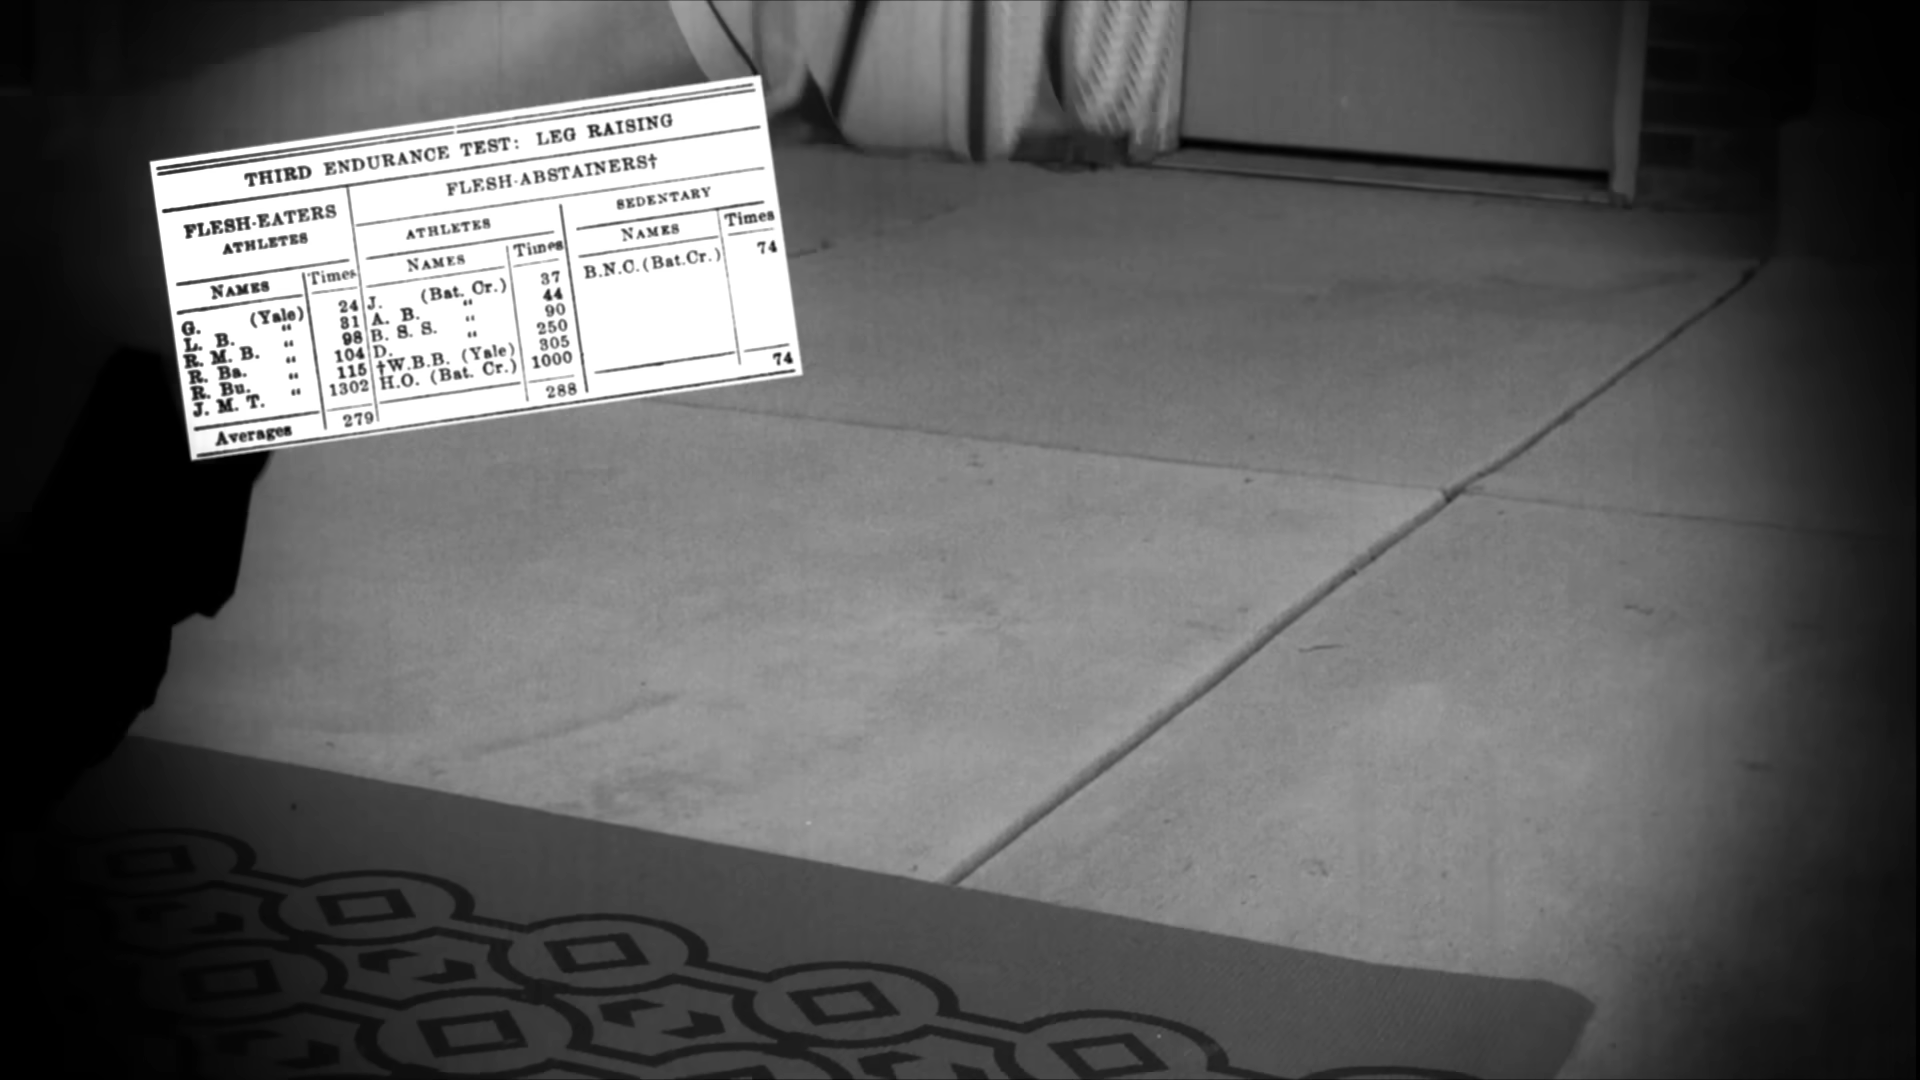 THIRD ENDURANCE TEST: LEG RAISING
FLESH-EATERS
ATHLETES
FLESH-ABSTAINERS†
ATHLETES
SEDENTARY
NAMES Times NAMES Times NAMES Times
G. (Yale) 24 J. (Bat. Cr.) 37 B.N.C.(Bat.Cr.) 74
L. B. “ 31 A. B. “ 44
R. M. B. “ 98 B. S. S. “ 90
R. Ba. “ 104 D. “ 250
R. Bu. “ 115 †W.B.B. (Yale) 305
J. M. T. “ 1302 H.O. (Bat. Cr.) 1000
Averages 279 288 74